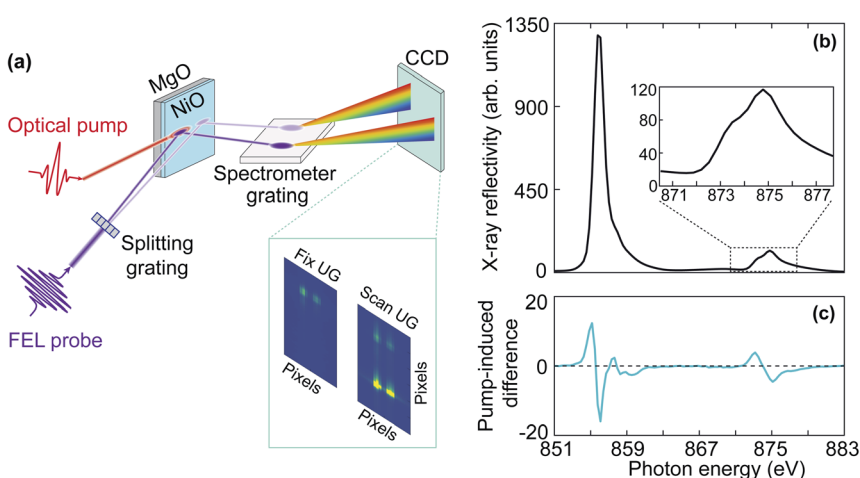 (a)
MgO
NiO
CCD
Optical pump
Spectrometer
grating
Splitting
grating
FEL probe
Fix UG
Scan UG
Pixels
Pixels
Pixels
X-ray reflectivity (arb. units)
1350
900
450
0
(b)
120
80
40
0
871
873
875
877
Pump-induced
difference
20
0
-20
(c)
851
859
867
875
883
Photon energy (eV)